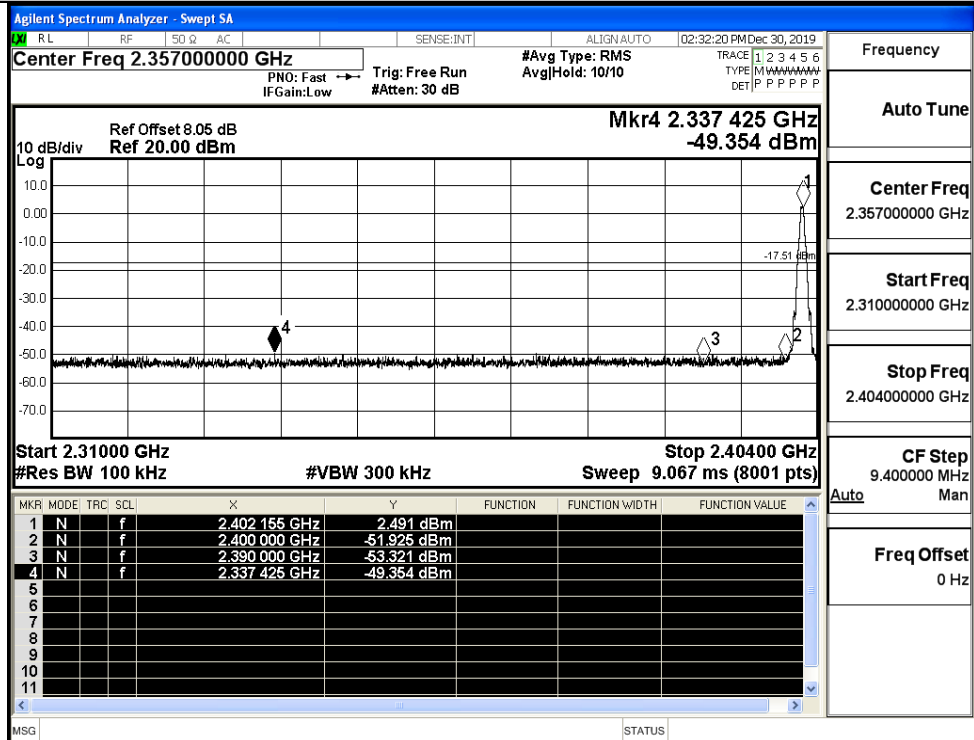 Agilent Spectrum Analyzer - Swept SA
LXI RL RF 50 Ω AC SENSE:INT ALIGN AUTO 02:32:20 PM Dec 30, 2019
Center Freq 2.357000000 GHz
PNO: Fast
IFGain:Low
Trig: Free Run
#Atten: 30 dB
#Avg Type: RMS
Avg|Hold: 10/10
TRACE 1 2 3 4 5 6
TYPE MWWWWW
DET P P P P P P
Mkr4 2.337 425 GHz
-49.354 dBm
Ref Offset 8.05 dB
10 dB/div Ref 20.00 dBm
Log
10.0
0.00
-10.0
-20.0
-30.0
-40.0
-50.0
-60.0
-70.0
1
-17.51 dBm
4
3
2
Start 2.31000 GHz Stop 2.40400 GHz
#Res BW 100 kHz #VBW 300 kHz Sweep 9.067 ms (8001 pts)
MKR MODE TRC SCL X Y FUNCTION FUNCTION WIDTH FUNCTION VALUE
1 N f 2.402 155 GHz 2.491 dBm
2 N f 2.400 000 GHz -51.925 dBm
3 N f 2.390 000 GHz -53.321 dBm
4 N f 2.337 425 GHz -49.354 dBm
5
6
7
8
9
10
11
MSG STATUS
Frequency
Auto Tune
Center Freq
2.357000000 GHz
Start Freq
2.310000000 GHz
Stop Freq
2.404000000 GHz
CF Step
9.400000 MHz
Auto Man
Freq Offset
0 Hz